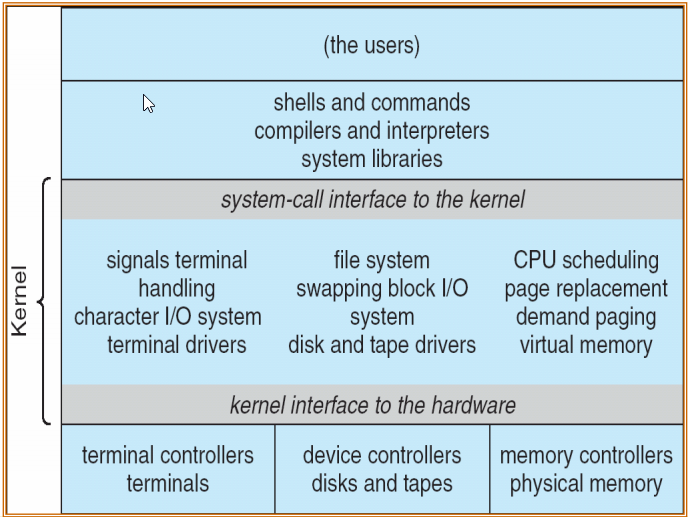 (the users)
shells and commands
compilers and interpreters
system libraries
system-call interface to the kernel
Kernel
signals terminal
handling
character I/O system
terminal drivers
file system
swapping block I/O
system
disk and tape drivers
CPU scheduling
page replacement
demand paging
virtual memory
kernel interface to the hardware
terminal controllers
terminals
device controllers
disks and tapes
memory controllers
physical memory